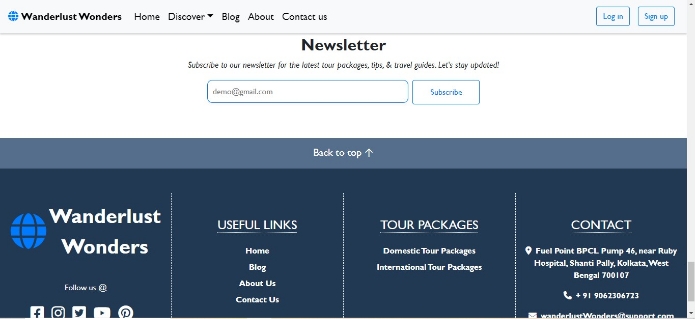 Wanderlust Wonders Home Discover Blog About Contact us Log in Sign up
Newsletter
Subscribe to our newsletter for the latest tour packages, tips, & travel guides. Let's stay updated!
demo@gmail.com Subscribe
Back to top ↑
Wanderlust
Wonders
Follow us @
USEFUL LINKS
Home
Blog
About Us
Contact Us
TOUR PACKAGES
Domestic Tour Packages
International Tour Packages
CONTACT
Fuel Point BPCL Pump 46, near Ruby
Hospital, Shanti Pally, Kolkata, West
Bengal 700107
+ 91 9062306723
wanderlustWonders@support.com